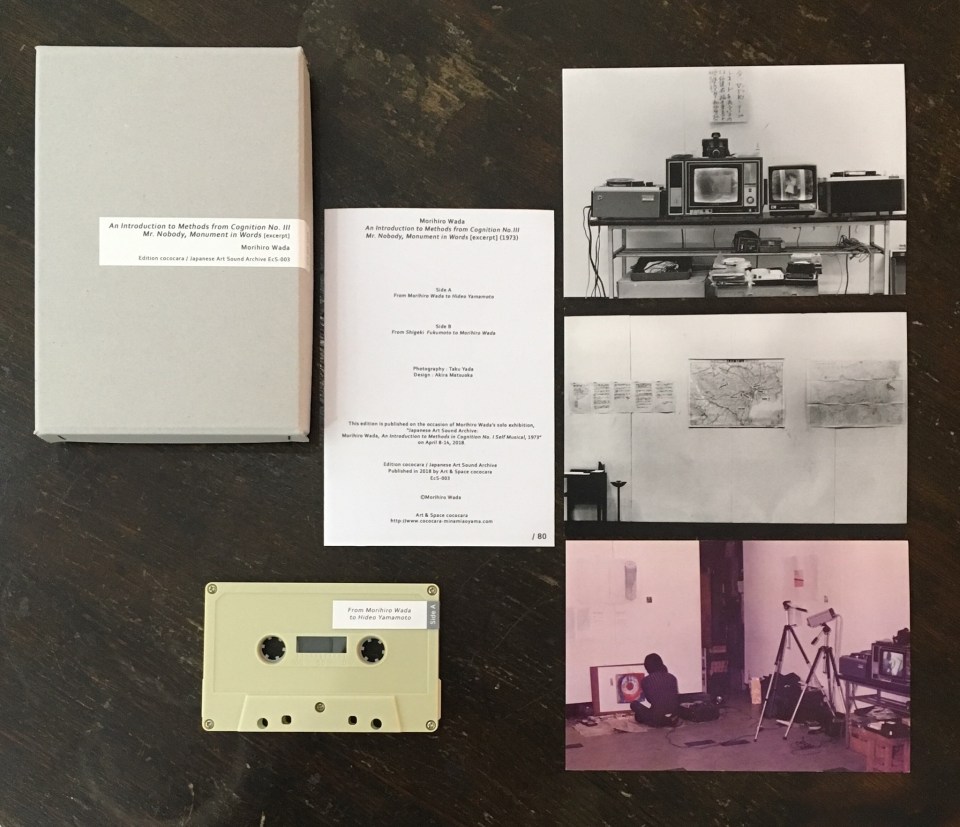 An Introduction to Methods from Cognition No. III
Mr. Nobody, Monument in Words [excerpt]
Morihiro Wada
Edition cococara / Japanese Art Sound Archive EcS-003
Morihiro Wada
An Introduction to Methods from Cognition No.III
Mr. Nobody, Monument in Words [excerpt] (1973)
Side A
From Morihiro Wada to Hideo Yamamoto
Side B
From Shigeki Fukumoto to Morihiro Wada
Photography : Taku Yada
Design : Akira Matsuoka
This edition is published on the occasion of Morihiro Wada's solo exhibition,
"Japanese Art Sound Archive:
Morihiro Wada, An Introduction to Methods in Cognition No. I Self Musical, 1973"
on April 8-14, 2018.
Edition cococara / Japanese Art Sound Archive
Published in 2018 by Art & Space cococara
EcS-003
©Morihiro Wada
Art & Space cococara
http://www.cococara-minamiaoyama.com
/ 80
From Morihiro Wada
to Hideo Yamamoto
Side A